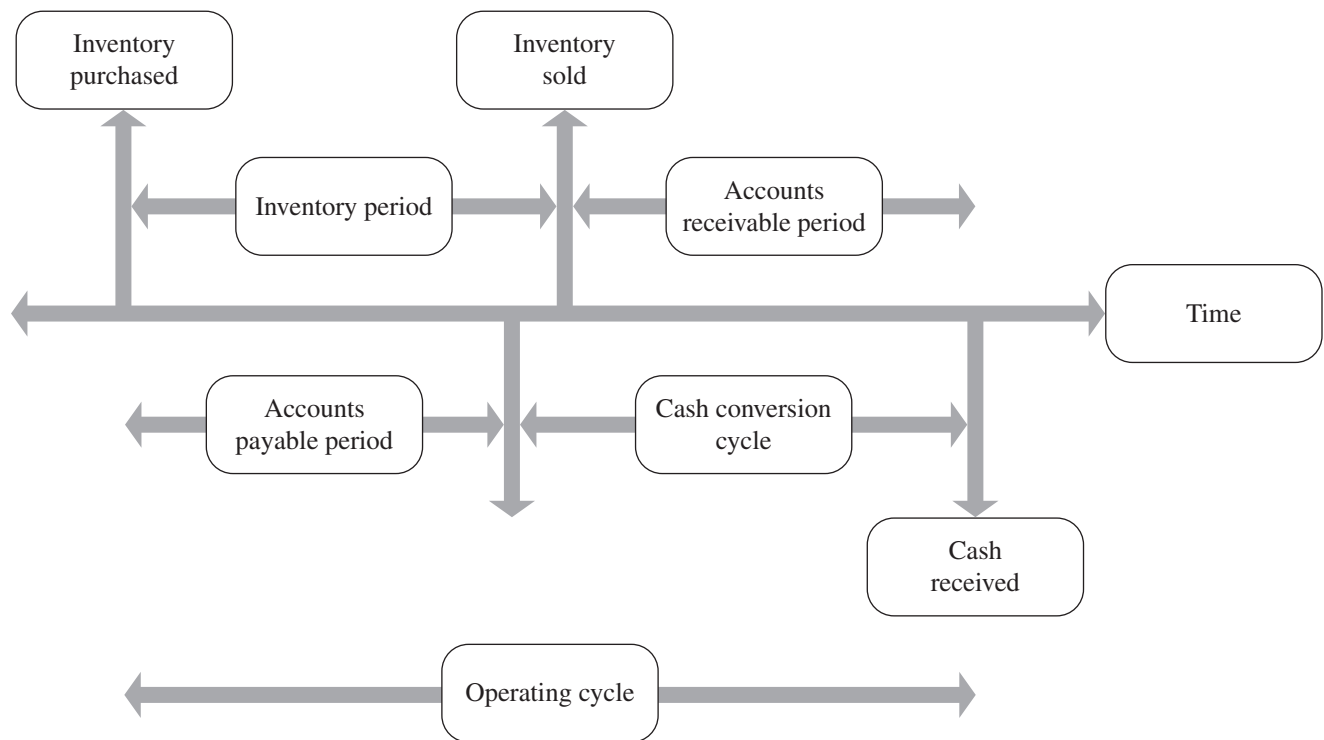 Inventory
purchased
Inventory
sold
Inventory period
Accounts
receivable period
Time
Accounts
payable period
Cash conversion
cycle
Cash
received
Operating cycle